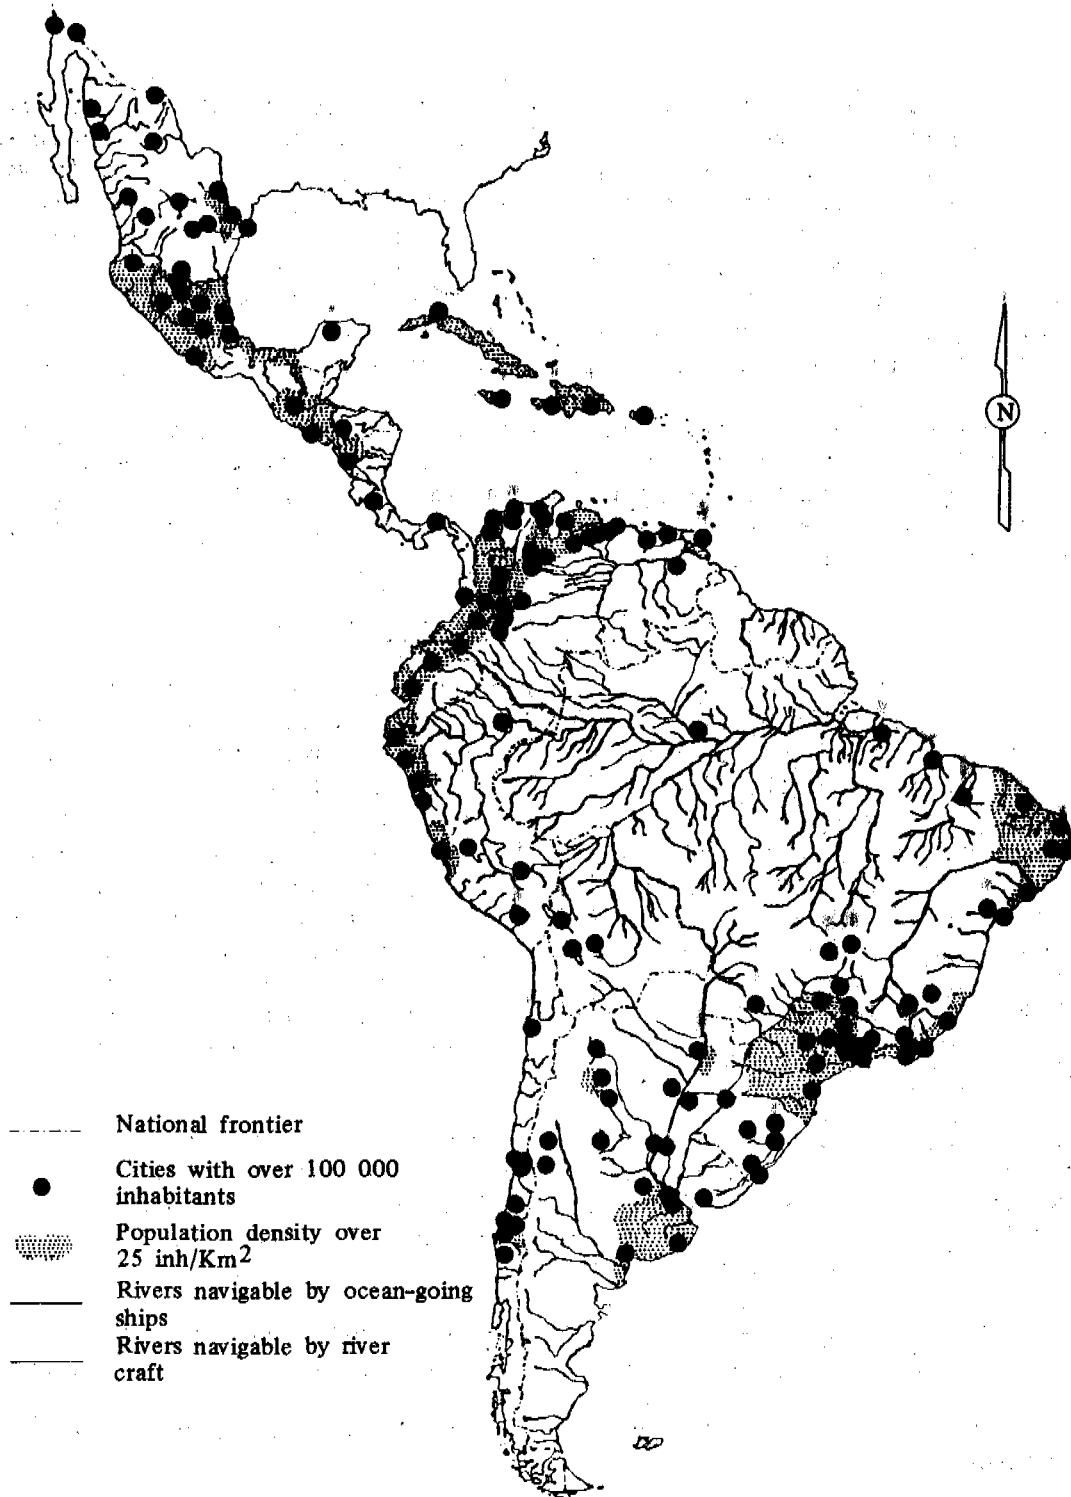 N
National frontier
Cities with over 100 000
inhabitants
Population density over
25 inh/Km2
Rivers navigable by ocean-going
ships
Rivers navigable by river
craft